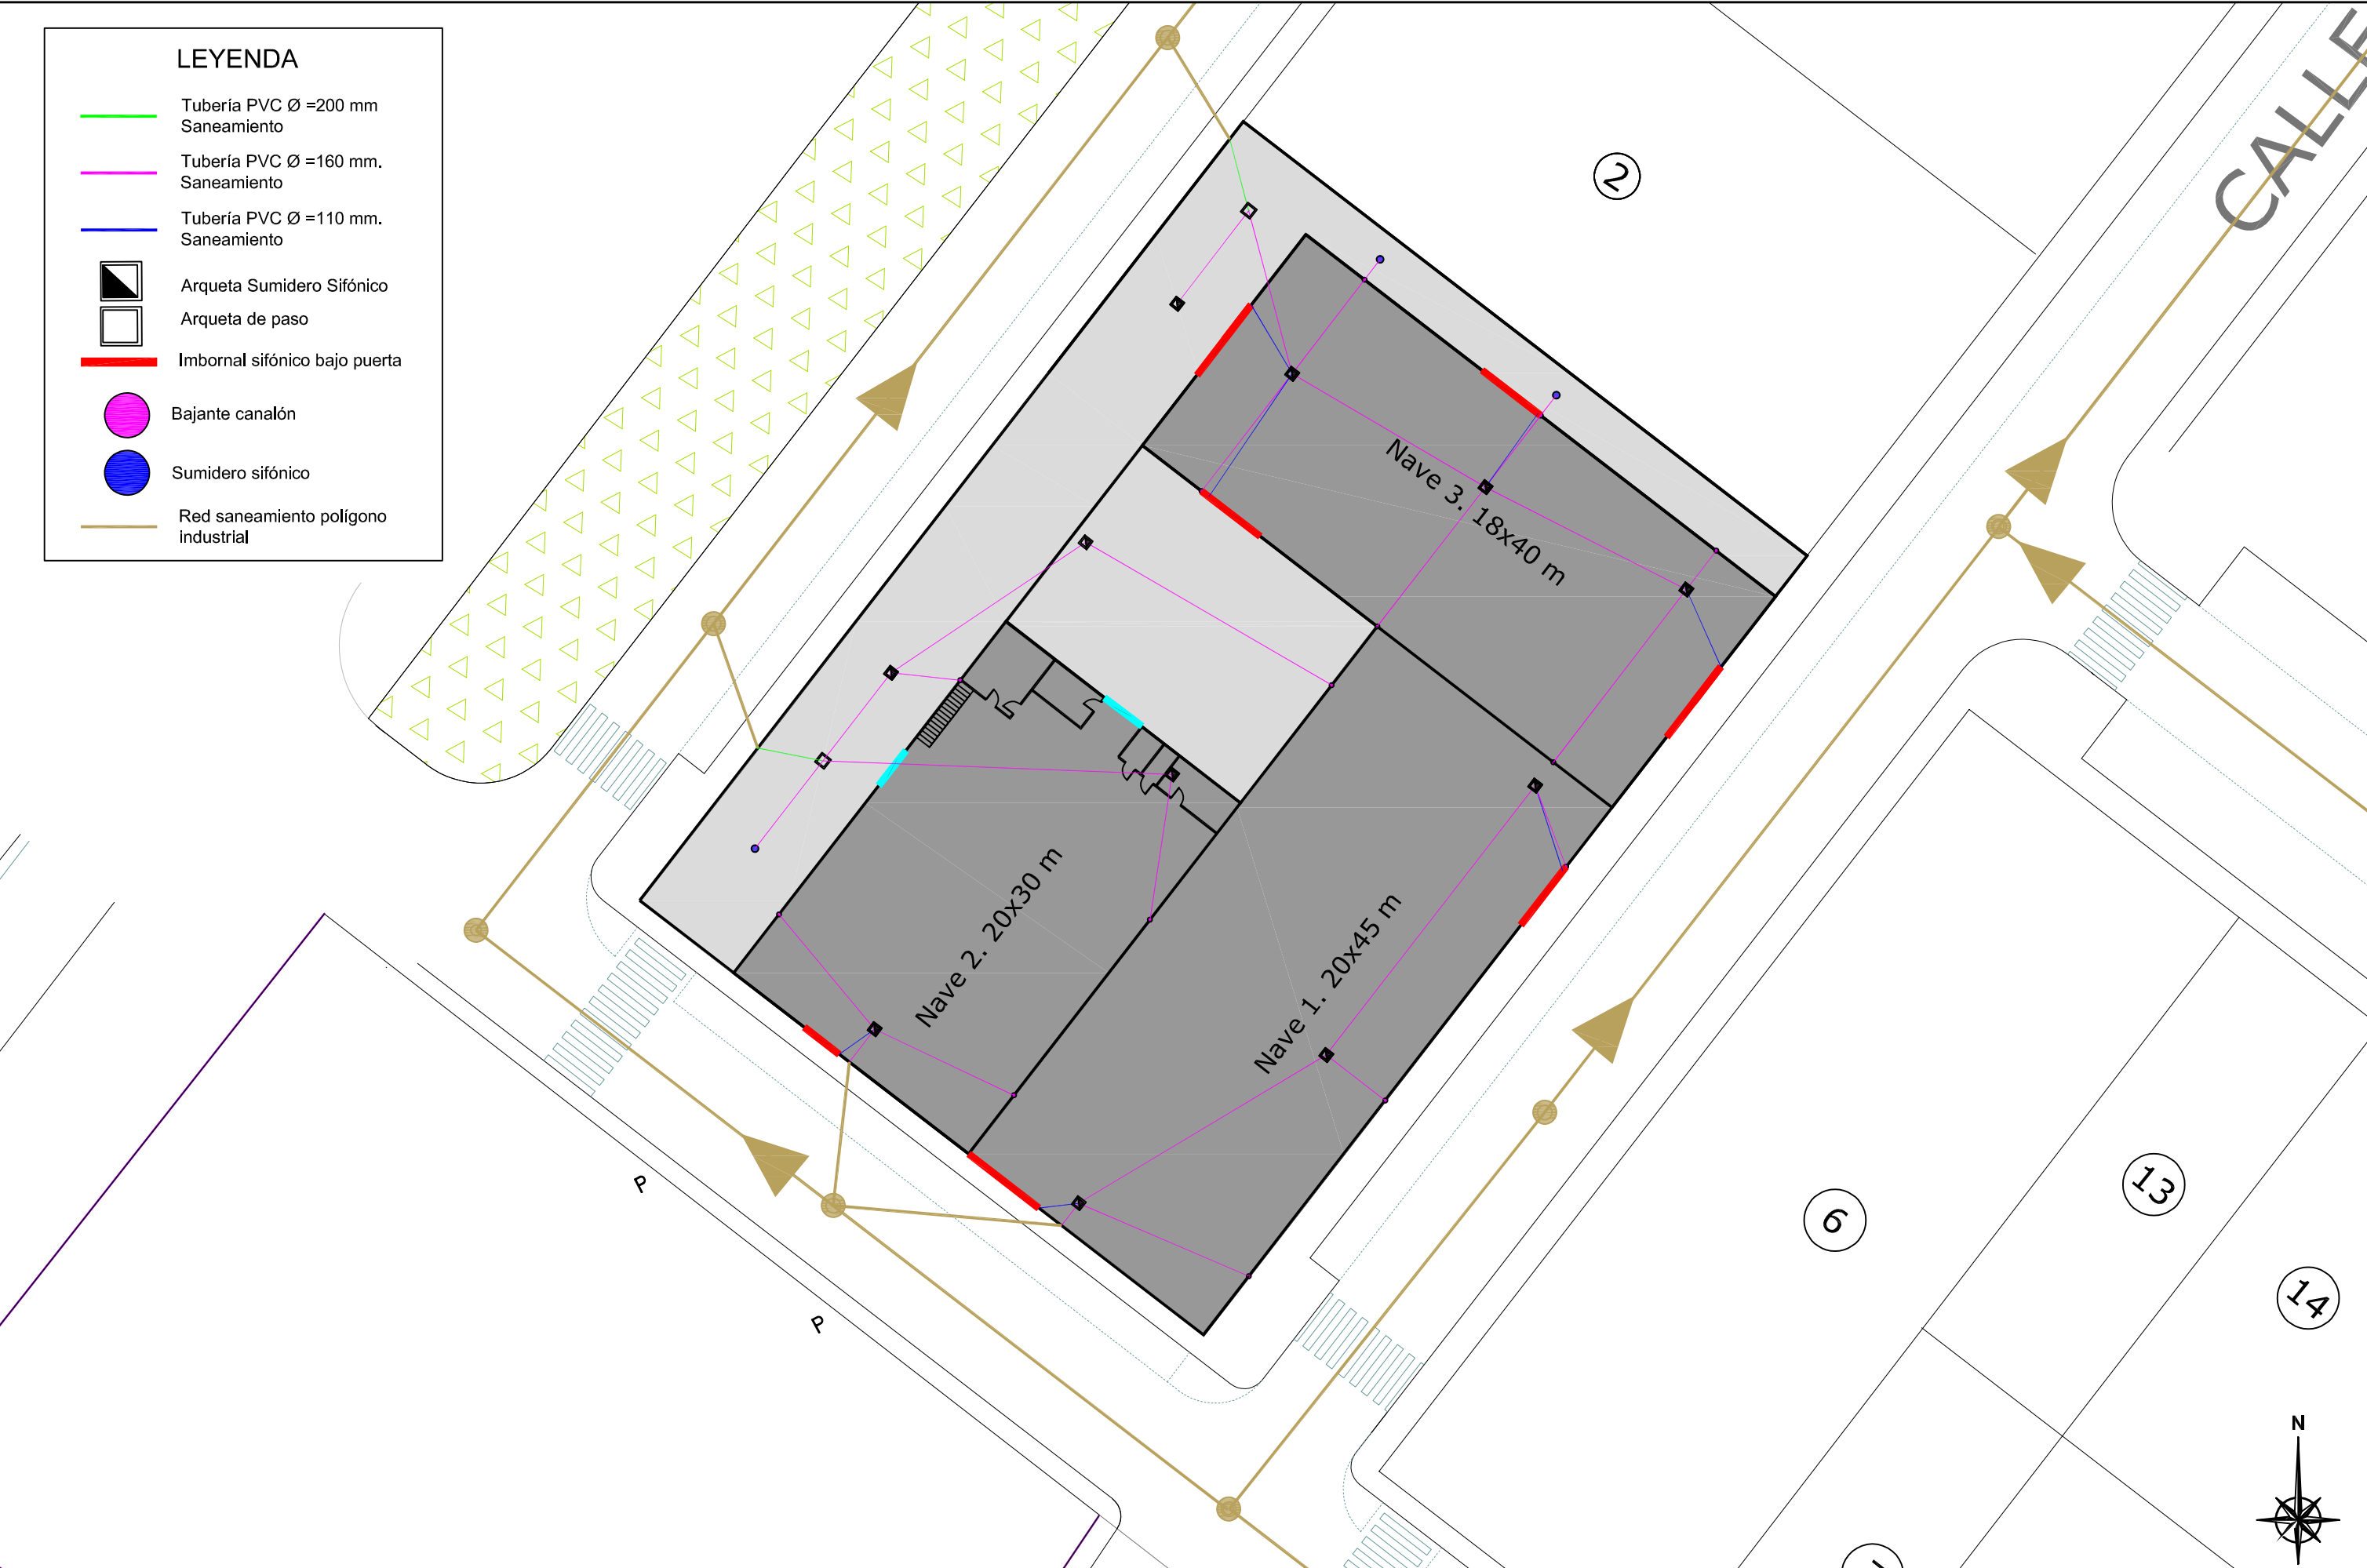 LEYENDA
Tubería PVC Ø =200 mm
Saneamiento
Tubería PVC Ø =160 mm.
Saneamiento
Tubería PVC Ø =110 mm.
Saneamiento
Arqueta Sumidero Sifónico
Arqueta de paso
Imbornal sifónico bajo puerta
Bajante canalón
Sumidero sifónico
Red saneamiento polígono
industrial
CALLE
2
Nave 3. 18x40 m
Nave 2. 20x30 m
Nave 1. 20x45 m
P
P
6
13
14
N